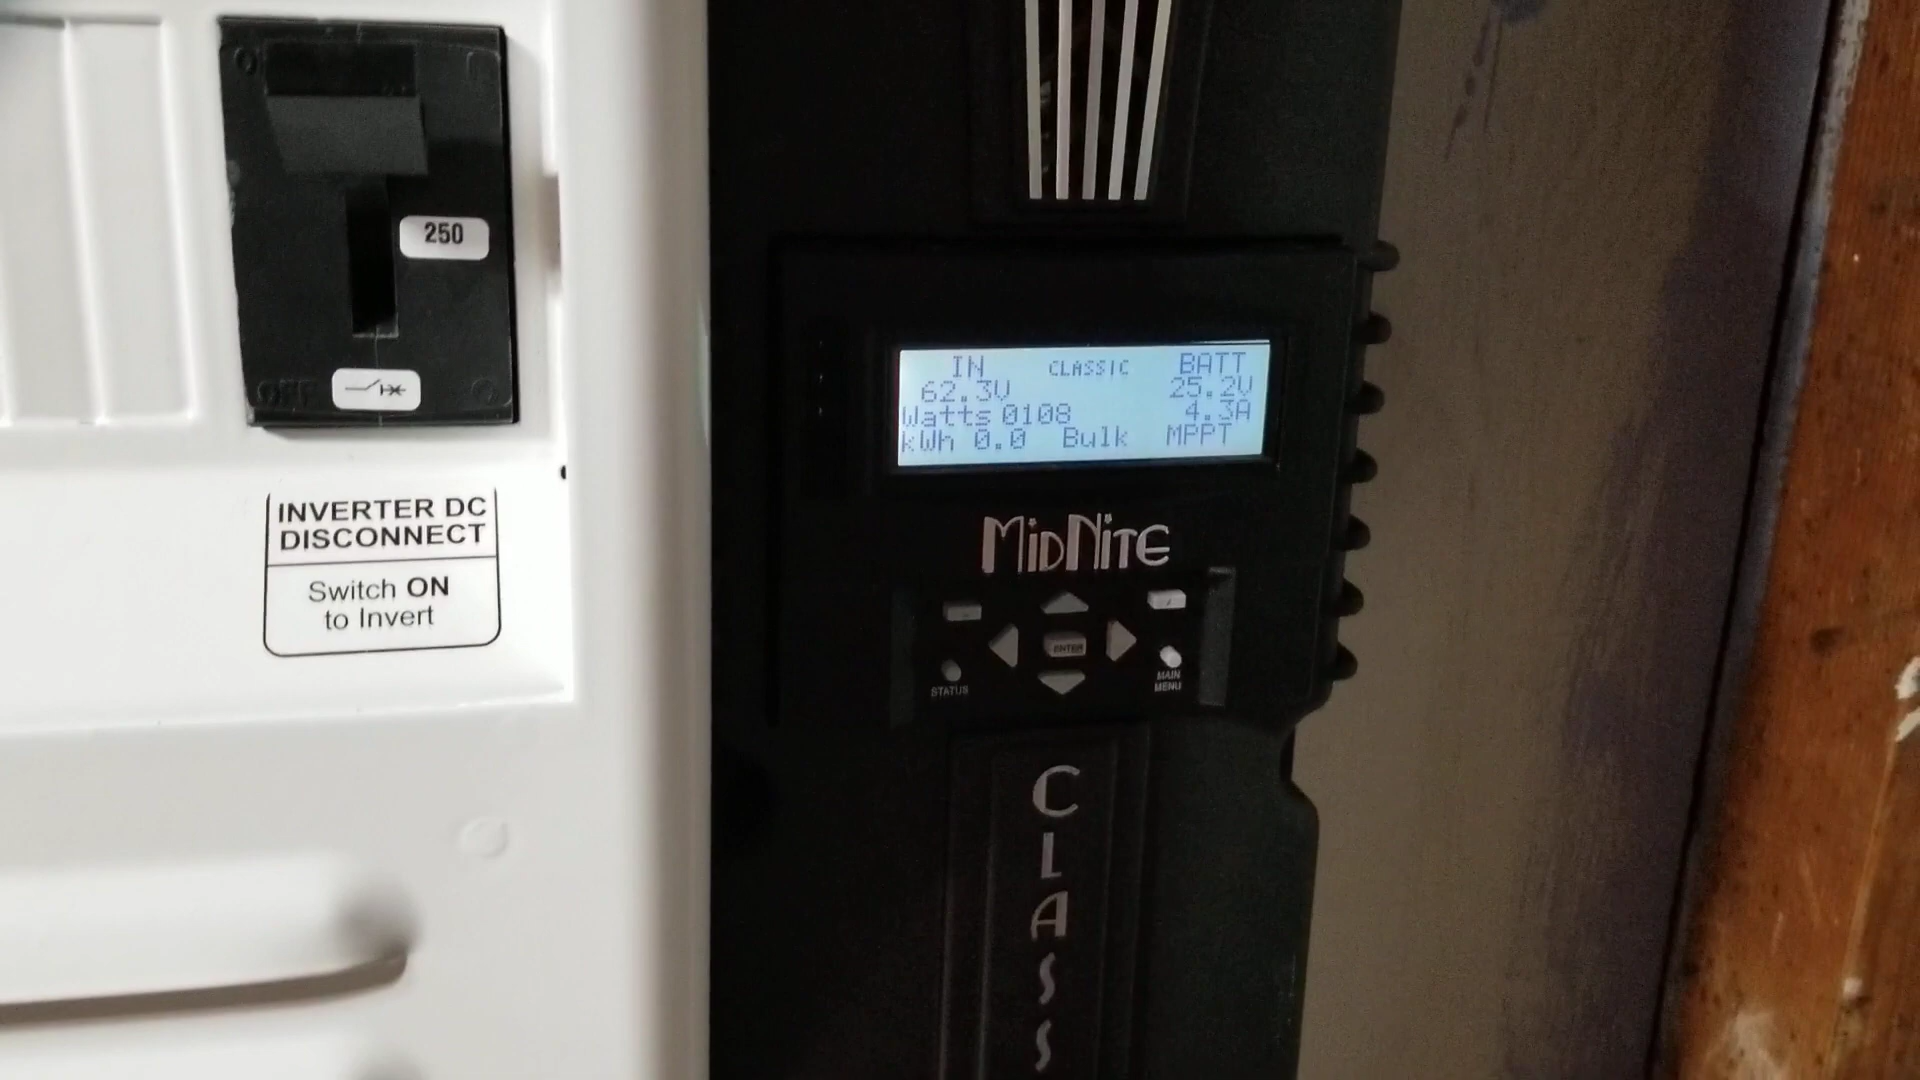 250
OFF
INVERTER DC
DISCONNECT
Switch ON
to Invert
IN CLASSIC BATT
62.3V 25.2V
Watts 0108 4.3A
kWh 0.0 Bulk MPPT
MIDNITE
ENTER
STATUS
MAIN
MENU
CLASS